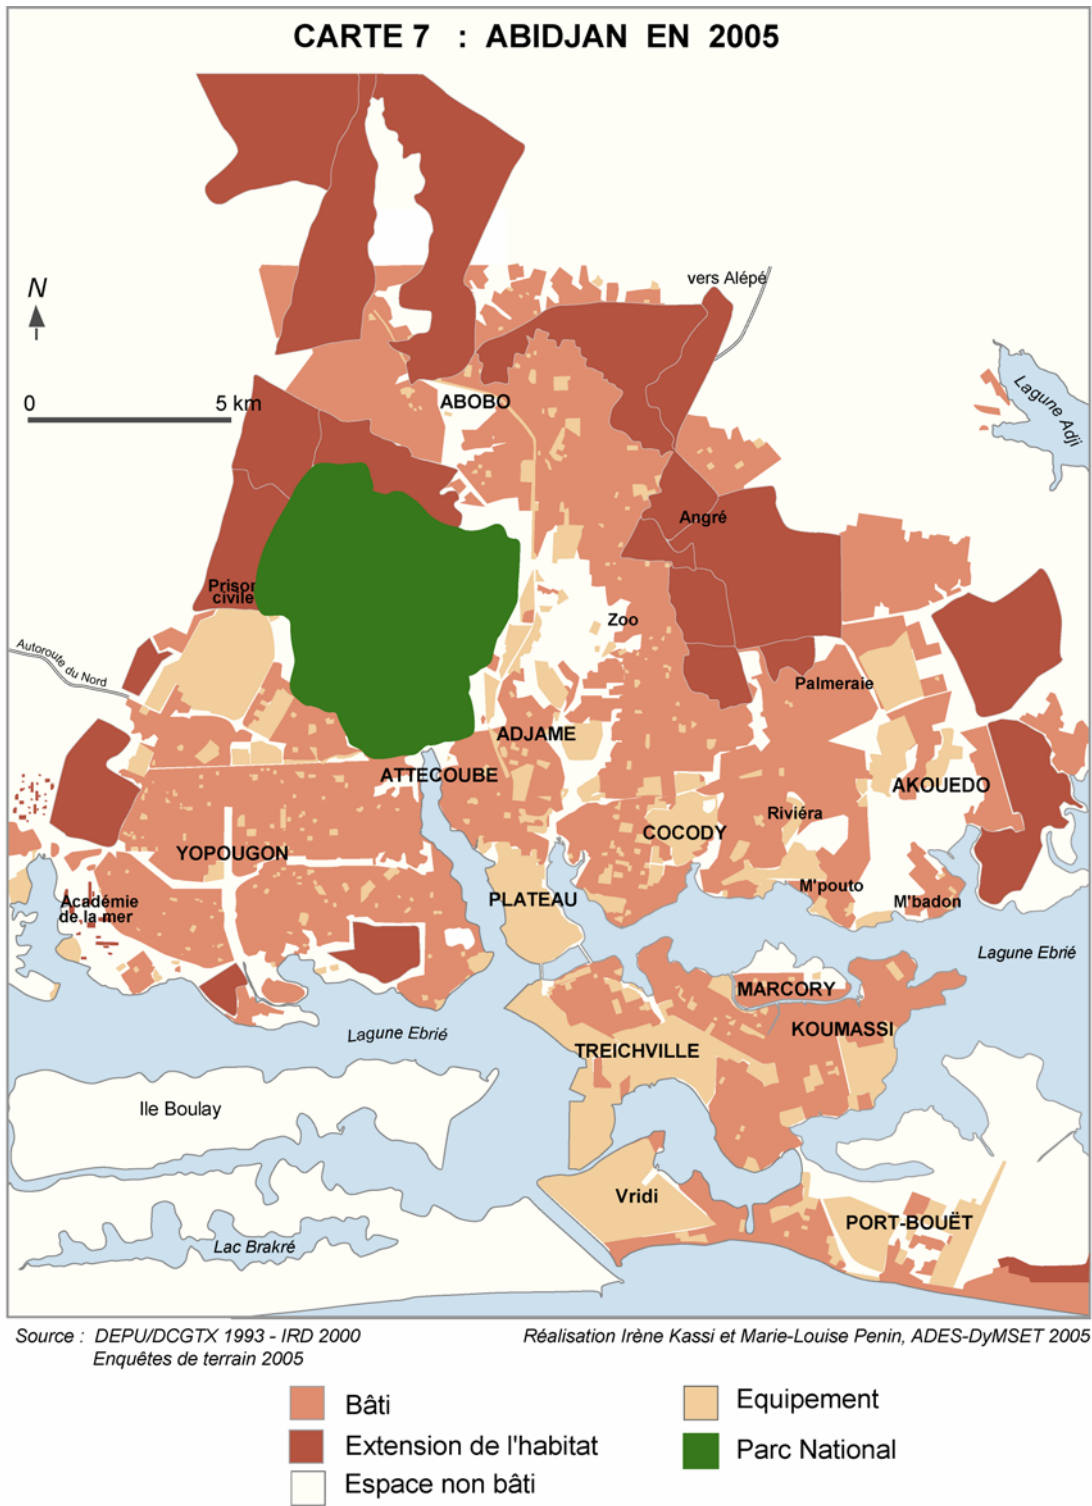 CARTE 7 : ABIDJAN EN 2005
vers Alépé
N
0 5 km
Lagune Adji
ABOBO
Angré
Prison
civile
Zoo
Autoroute du Nord
Palmeraie
ADJAME
ATTECOUBE
AKOUEDO
Riviéra
COCODY
YOPOUGON
M'pouto
PLATEAU
M'badon
Académie
de la mer
Lagune Ebrié
MARCORY
KOUMASSI
Lagune Ebrié
TREICHVILLE
Ile Boulay
Vridi
PORT-BOUËT
Lac Brakré
Source : DEPU/DCGTX 1993 - IRD 2000
Enquêtes de terrain 2005
Réalisation Irène Kassi et Marie-Louise Penin, ADES-DyMSET 2005
Bâti
Extension de l'habitat
Espace non bâti
Equipement
Parc National